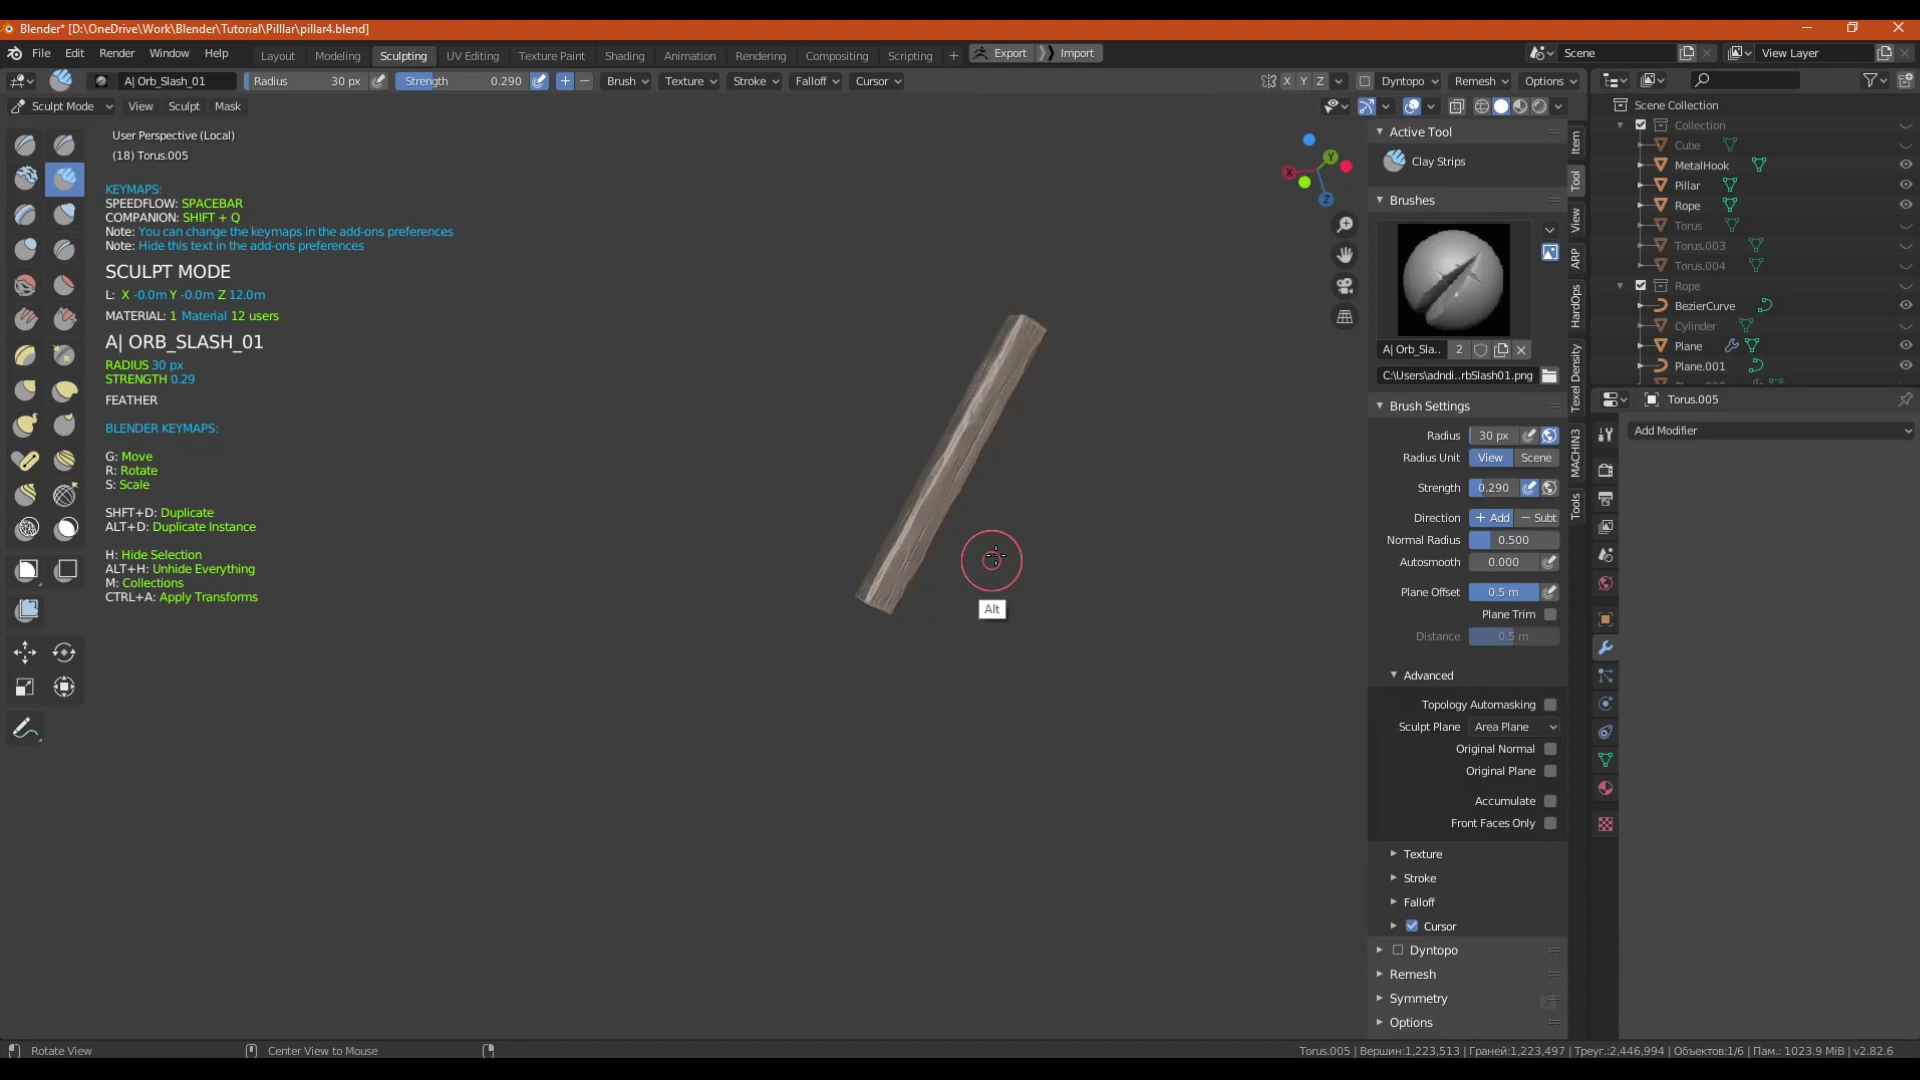 Blender* [D:\OneDrive\Work\Blender\Tutorial\Pilllar\pillar4.blend]
File Edit Render Window Help Layout Modeling Sculpting UV Editing Texture Paint Shading Animation Rendering Compositing Scripting + Export Import Scene View Layer
A| Orb_Slash_01 Radius 30 px Strength 0.290 Brush Texture Stroke Falloff Cursor X Y Z Dyntopo Remesh Options
Sculpt Mode View Sculpt Mask
User Perspective (Local)
(18) Torus.005
KEYMAPS:
SPEEDFLOW: SPACEBAR
COMPANION: SHIFT + Q
Note: You can change the keymaps in the add-ons preferences
Note: Hide this text in the add-ons preferences
SCULPT MODE
L: X -0.0m Y -0.0m Z 12.0m
MATERIAL: 1 Material 12 users
A| ORB_SLASH_01
RADIUS 30 px
STRENGTH 0.29
FEATHER
BLENDER KEYMAPS:
G: Move
R: Rotate
S: Scale
SHFT+D: Duplicate
ALT+D: Duplicate Instance
H: Hide Selection
ALT+H: Unhide Everything
M: Collections
CTRL+A: Apply Transforms
Alt
X
Y
Z
Active Tool
Clay Strips
Brushes
A| Orb_Sla.. 2
C:\Users\adndi..rbSlash01.png
Brush Settings
Radius 30 px
Radius Unit View Scene
Strength 0.290
Direction + Add − Subt
Normal Radius 0.500
Autosmooth 0.000
Plane Offset 0.5 m
Plane Trim
Distance 0.5 m
Advanced
Topology Automasking
Sculpt Plane Area Plane
Original Normal
Original Plane
Accumulate
Front Faces Only
Texture
Stroke
Falloff
Cursor
Dyntopo
Remesh
Symmetry
Options
Item
Tool
View
ARP
HardOps
Texel Density
MACHIN3
Tools
Scene Collection
Collection
Cube
MetalHook
Pillar
Rope
Torus
Torus.003
Torus.004
Rope
BezierCurve
Cylinder
Plane
Plane.001
Torus.005
Add Modifier
Rotate View Center View to Mouse Torus.005 | Вершин:1,223,513 | Граней:1,223,497 | Треуг.:2,446,994 | Объектов:1/6 | Пам.: 1023.9 MiB | v2.82.6